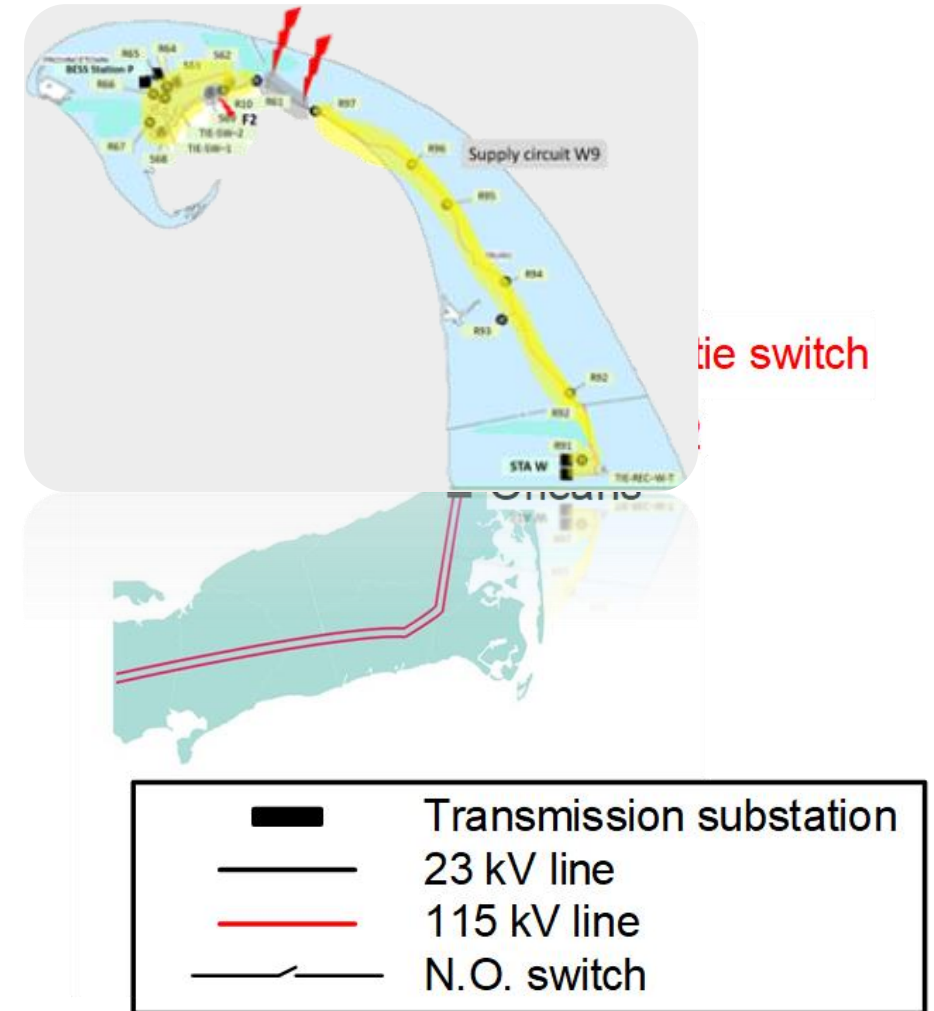 R65
R64
S62
BESS Station P
S53
R66
R10
R61
R97
F2
TIE-SW-2
TIE-SW-1
R67
S68
R96
Supply circuit W9
R95
R94
R93
tie switch
R92
R92
R91
STA W
TIE-REC-W-T
Orleans
Transmission substation
23 kV line
115 kV line
N.O. switch